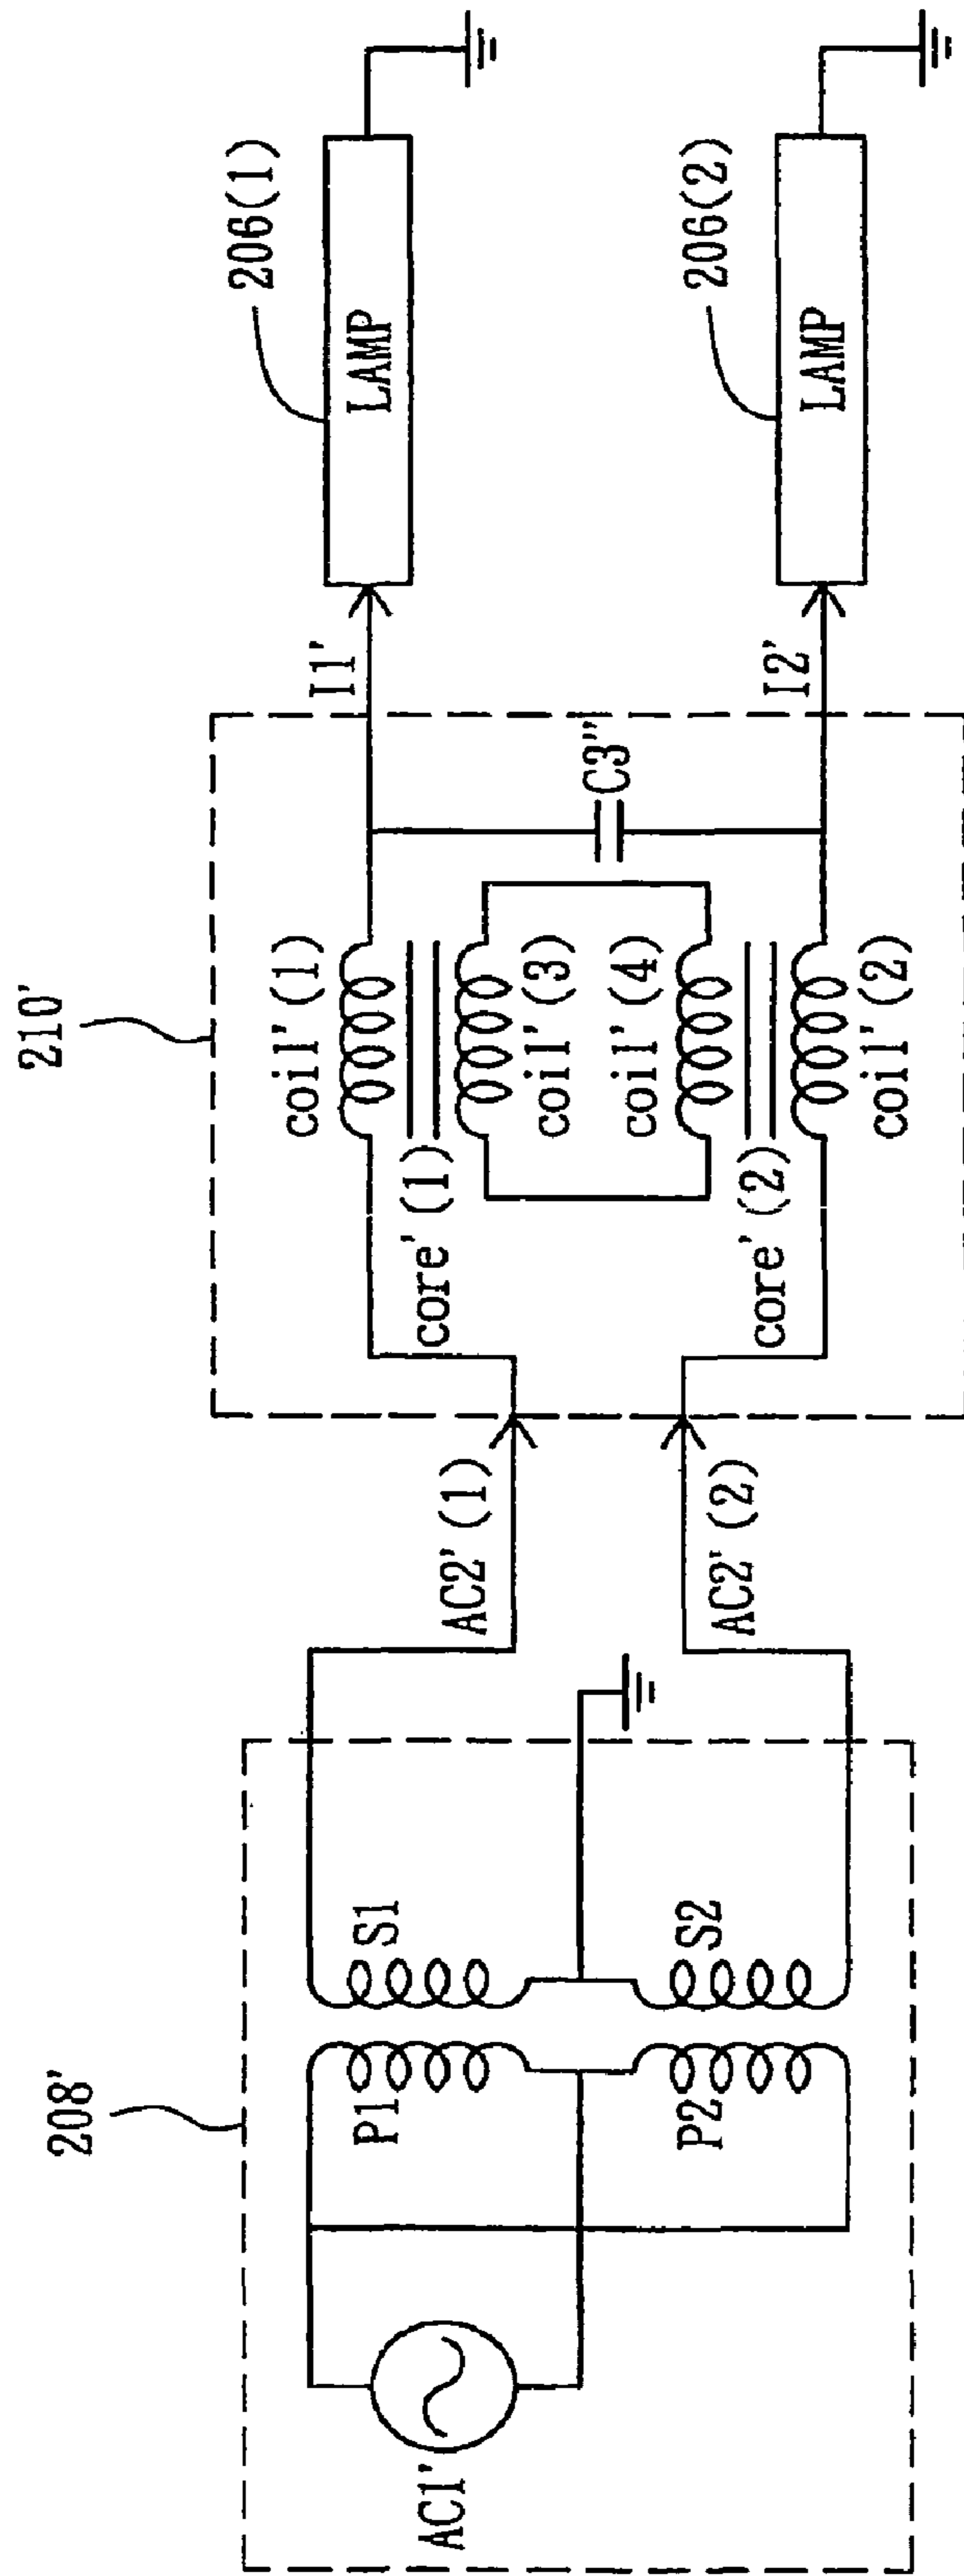 208'
AC1'
P1
S1
P2
S2
AC2' (1)
AC2' (2)
210'
coil' (1)
core' (1)
coil' (3)
coil' (4)
core' (2)
coil' (2)
C3''
I1'
I2'
206(1)
LAMP
206(2)
LAMP